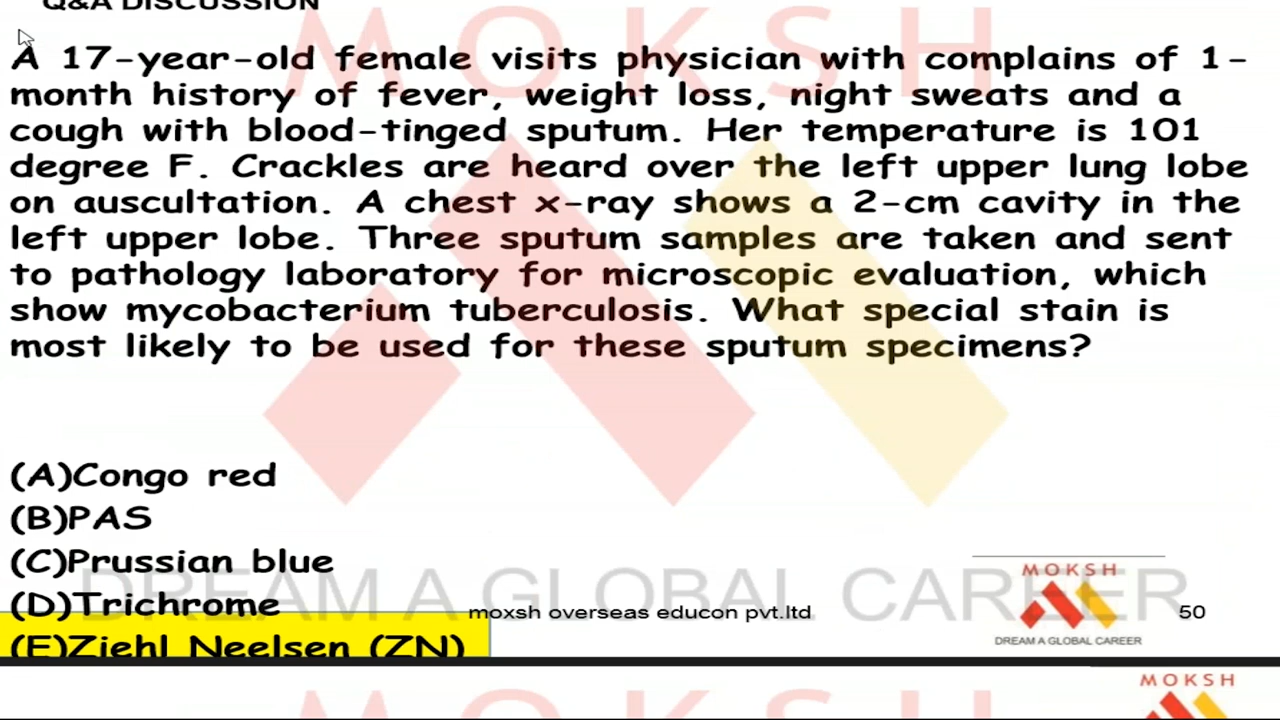 Q&A DISCUSSION
A 17-year-old female visits physician with complains of 1-
month history of fever, weight loss, night sweats and a
cough with blood-tinged sputum. Her temperature is 101
degree F. Crackles are heard over the left upper lung lobe
on auscultation. A chest x-ray shows a 2-cm cavity in the
left upper lobe. Three sputum samples are taken and sent
to pathology laboratory for microscopic evaluation, which
show mycobacterium tuberculosis. What special stain is
most likely to be used for these sputum specimens?
MOKSH
(A)Congo red
(B)PAS
(C)Prussian blue
(D)Trichrome
(E)Ziehl Neelsen (ZN)
DREAM A GLOBAL CAREER
moxsh overseas educon pvt.ltd
MOKSH
DREAM A GLOBAL CAREER
50
MOKSH
MOKSH